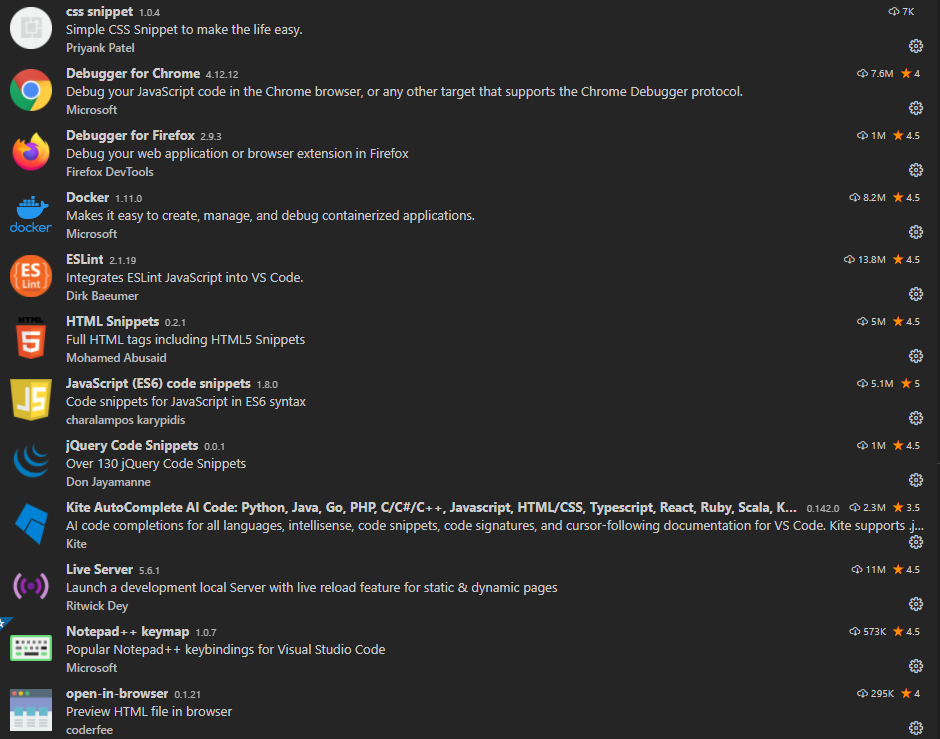 css snippet 1.0.4 7K
Simple CSS Snippet to make the life easy.
Priyank Patel
Debugger for Chrome 4.12.12 7.6M 4
Debug your JavaScript code in the Chrome browser, or any other target that supports the Chrome Debugger protocol.
Microsoft
Debugger for Firefox 2.9.3 1M 4.5
Debug your web application or browser extension in Firefox
Firefox DevTools
docker
Docker 1.11.0 8.2M 4.5
Makes it easy to create, manage, and debug containerized applications.
Microsoft
ES
Lint
ESLint 2.1.19 13.8M 4.5
Integrates ESLint JavaScript into VS Code.
Dirk Baeumer
HTML
5
HTML Snippets 0.2.1 5M 4.5
Full HTML tags including HTML5 Snippets
Mohamed Abusaid
JS
JavaScript (ES6) code snippets 1.8.0 5.1M 5
Code snippets for JavaScript in ES6 syntax
charalampos karypidis
jQuery Code Snippets 0.0.1 1M 4.5
Over 130 jQuery Code Snippets
Don Jayamanne
Kite AutoComplete AI Code: Python, Java, Go, PHP, C/C#/C++, Javascript, HTML/CSS, Typescript, React, Ruby, Scala, K... 0.142.0 2.3M 3.5
AI code completions for all languages, intellisense, code snippets, code signatures, and cursor-following documentation for VS Code. Kite supports .j...
Kite
Live Server 5.6.1 11M 4.5
Launch a development local Server with live reload feature for static & dynamic pages
Ritwick Dey
Notepad++ keymap 1.0.7 573K 4.5
Popular Notepad++ keybindings for Visual Studio Code
Microsoft
open-in-browser 0.1.21 295K 4
Preview HTML file in browser
coderfee